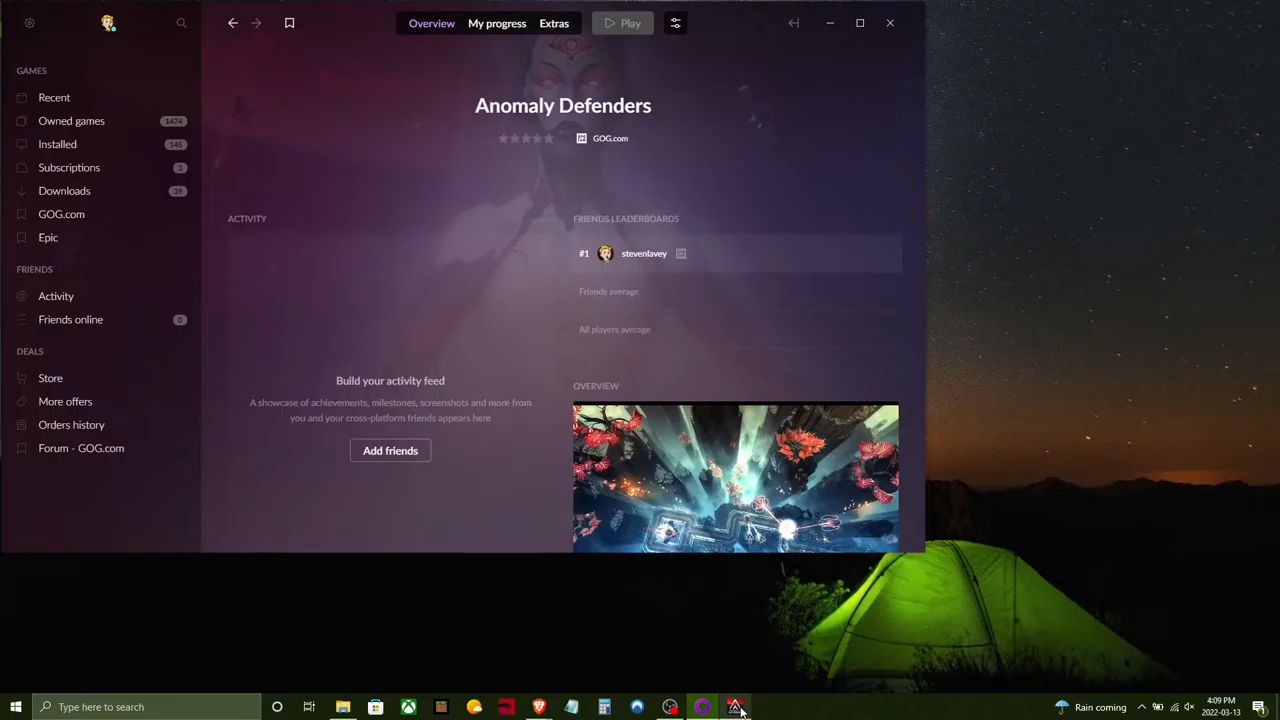 Overview My progress Extras Play
GAMES
Recent
Owned games 1474
Installed 145
Subscriptions 3
Downloads 29
GOG.com
Epic
FRIENDS
Activity
Friends online 0
DEALS
Store
More offers
Orders history
Forum - GOG.com
Anomaly Defenders
GOG.com
ACTIVITY
Build your activity feed
A showcase of achievements, milestones, screenshots and more from
you and your cross-platform friends appears here
Add friends
FRIENDS LEADERBOARDS
#1 stevenlavey
Friends average
All players average
OVERVIEW
Type here to search
Rain coming
4:09 PM
2022-03-13